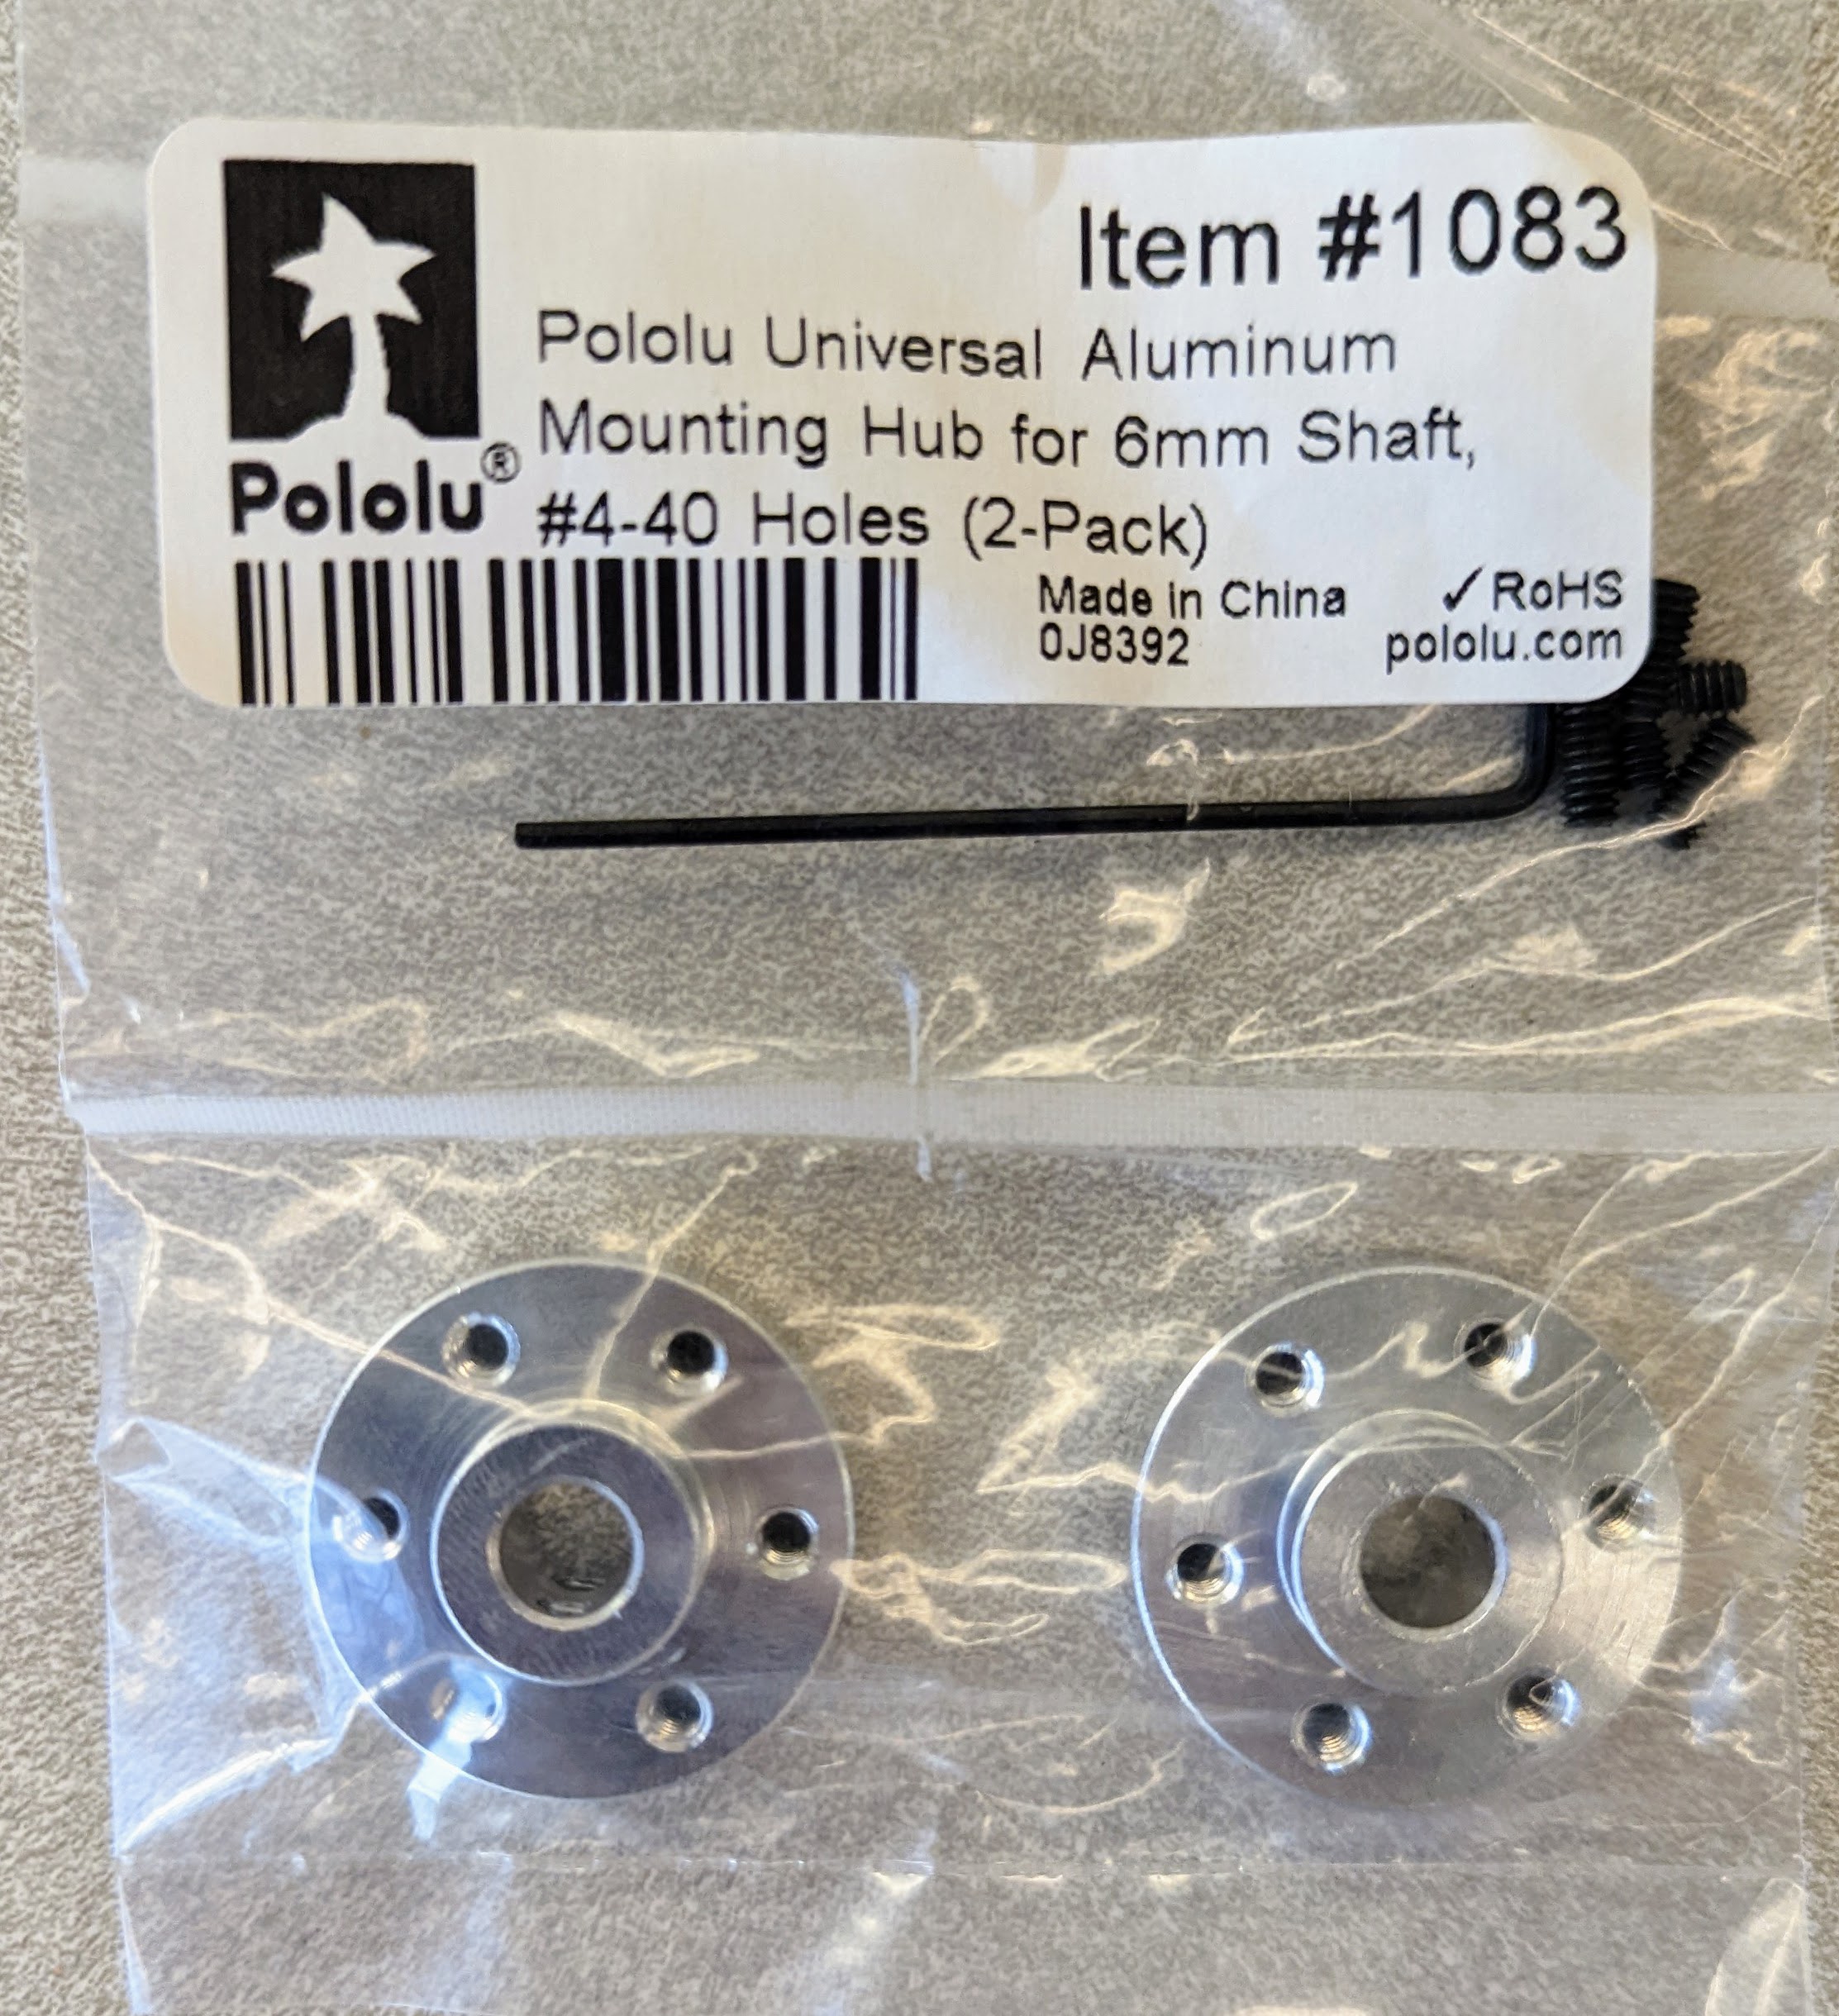 Item #1083
Pololu Universal Aluminum
Mounting Hub for 6mm Shaft,
Pololu®
#4-40 Holes (2-Pack)
Made in China
✓RoHS
0J8392
pololu.com